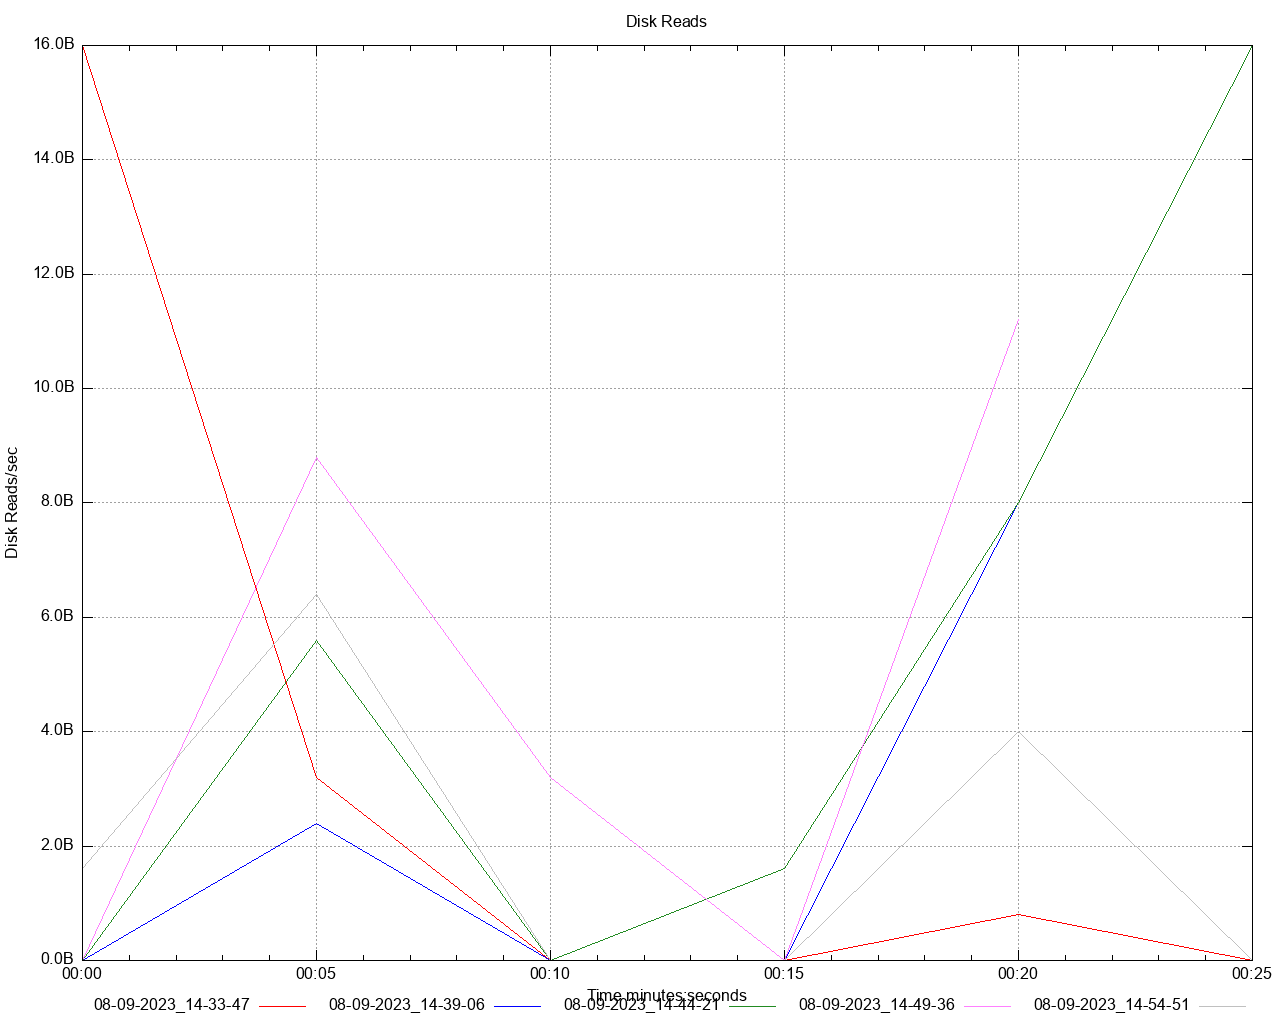 Disk Reads
16.0B
14.0B
12.0B
10.0B
8.0B
6.0B
4.0B
2.0B
0.0B
Disk Reads/sec
00:00 00:05 00:10 00:15 00:20 00:25
Time minutes:seconds
08-09-2023_14-33-47 08-09-2023_14-39-06 08-09-2023_14-44-21 08-09-2023_14-49-36 08-09-2023_14-54-51